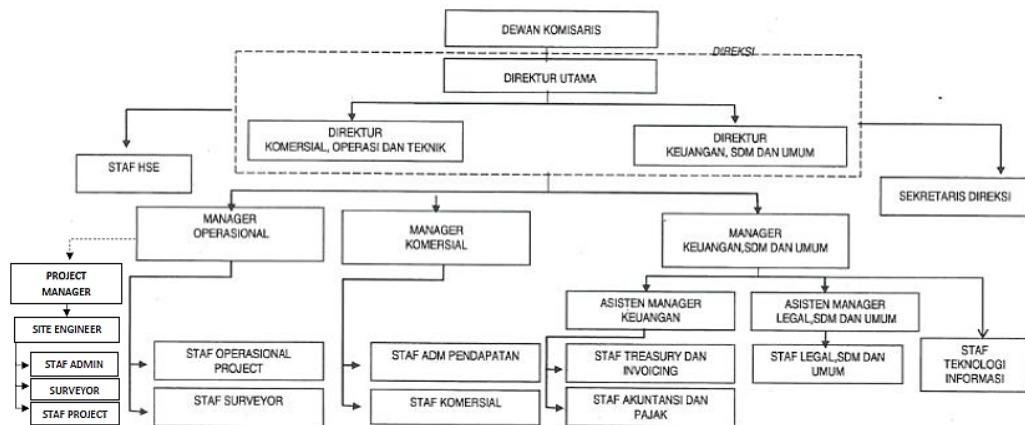 DEWAN KOMISARIS
DIREKSI
DIREKTUR UTAMA
DIREKTUR
KOMERSIAL, OPERASI DAN TEKNIK
DIREKTUR
KEUANGAN, SDM DAN UMUM
STAF HSE
SEKRETARIS DIREKSI
MANAGER
OPERASIONAL
MANAGER
KOMERSIAL
MANAGER
KEUANGAN,SDM DAN UMUM
PROJECT
MANAGER
SITE ENGINEER
STAF ADMIN
SURVEYOR
STAF PROJECT
STAF OPERASIONAL
PROJECT
STAF SURVEYOR
STAF ADM PENDAPATAN
STAF KOMERSIAL
ASISTEN MANAGER
KEUANGAN
STAF TREASURY DAN
INVOICING
STAF AKUNTANSI DAN
PAJAK
ASISTEN MANAGER
LEGAL,SDM DAN UMUM
STAF LEGAL,SDM DAN
UMUM
STAF
TEKNOLOGI
INFORMASI